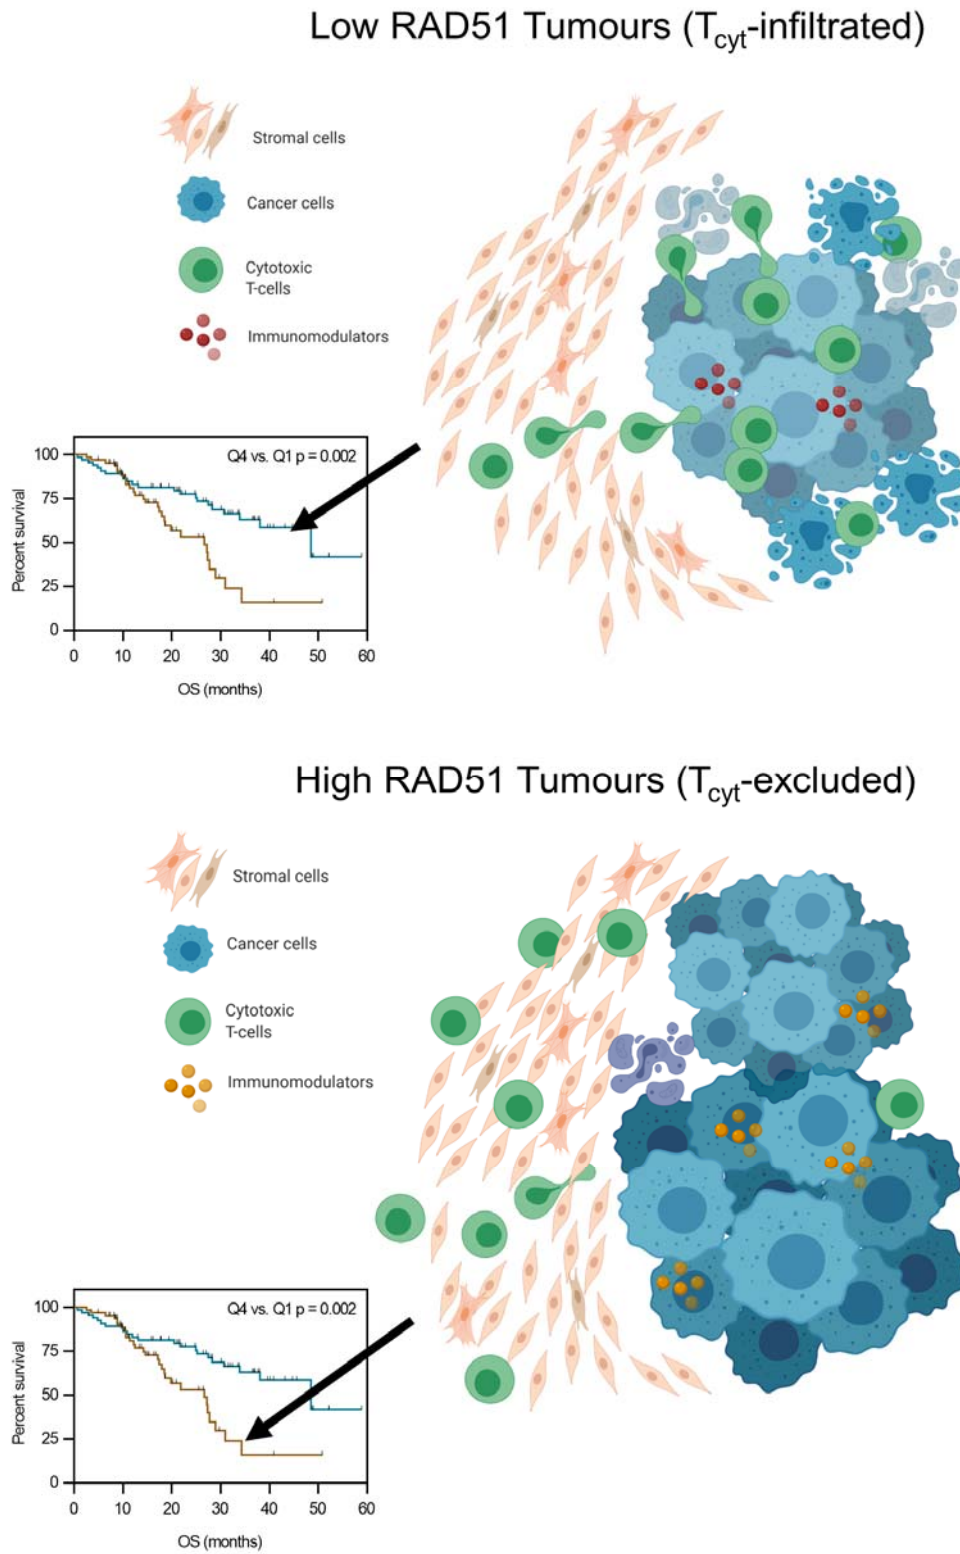 Low RAD51 Tumours (Tcyt-infiltrated)
Stromal cells
Cancer cells
Cytotoxic
T-cells
Immunomodulators
Q4 vs. Q1 p = 0.002
Percent survival
100
75
50
25
0
0 10 20 30 40 50 60
OS (months)
High RAD51 Tumours (Tcyt-excluded)
Stromal cells
Cancer cells
Cytotoxic
T-cells
Immunomodulators
Q4 vs. Q1 p = 0.002
Percent survival
100
75
50
25
0
0 10 20 30 40 50 60
OS (months)